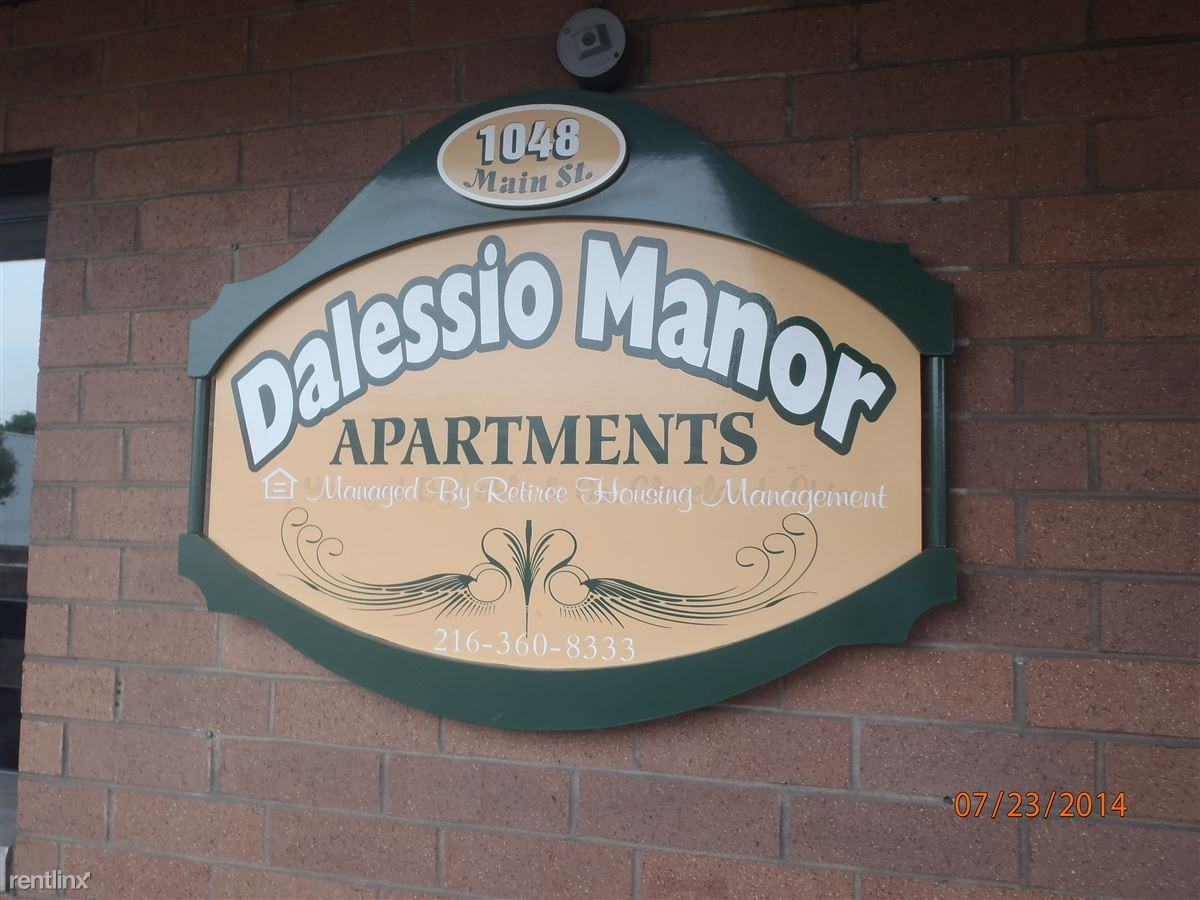 1048
Main St.
Dalessio Manor
APARTMENTS
Managed By Retiree Housing Management
216-360-8333
07/23/2014
rentlinx